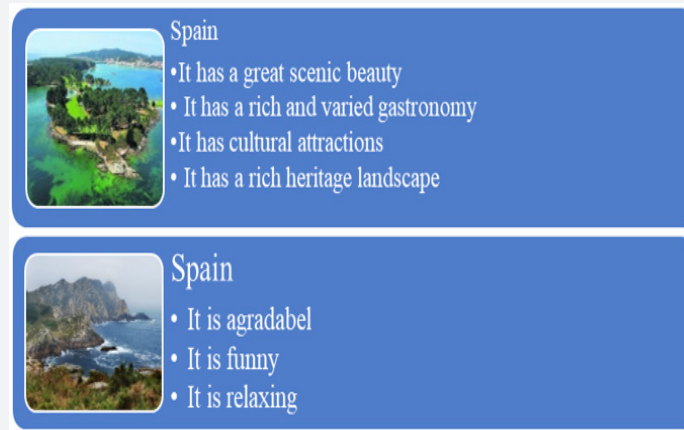 Spain
•It has a great scenic beauty
• It has a rich and varied gastronomy
•It has cultural attractions
• It has a rich heritage landscape
Spain
• It is agradabel
• It is funny
• It is relaxing